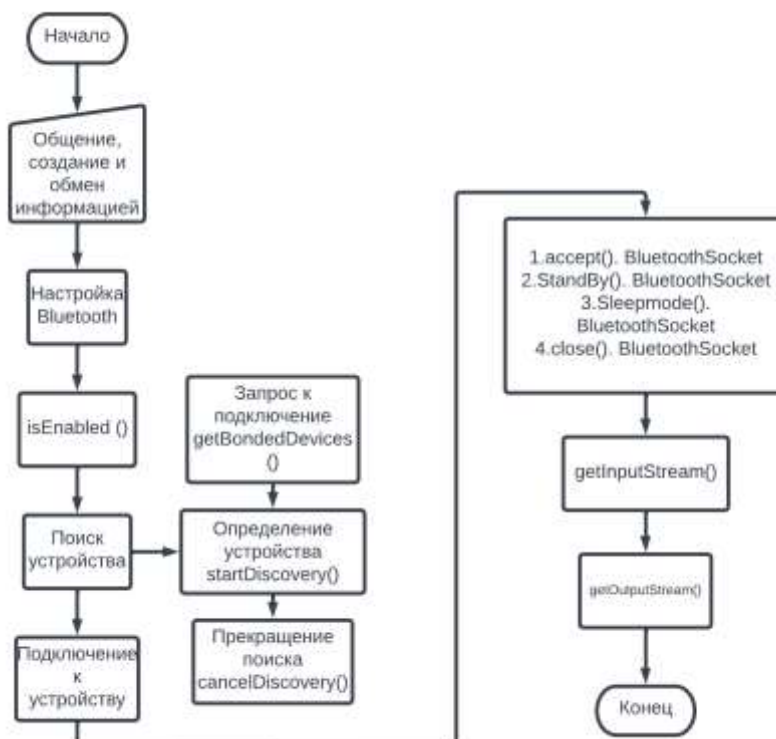 Начало
Общение,
создание и
обмен
информацией
Настройка
Bluetooth
isEnabled ()
Поиск
устройства
Подключение
к
устройству
Запрос к
подключение
getBondedDevices
()
Определение
устройства
startDiscovery()
Прекращение
поиска
cancelDiscovery()
1.accept(). BluetoothSocket
2.StandBy(). BluetoothSocket
3.Sleepmode().
BluetoothSocket
4.close(). BluetoothSocket
getInputStream()
getOutputStream()
Конец